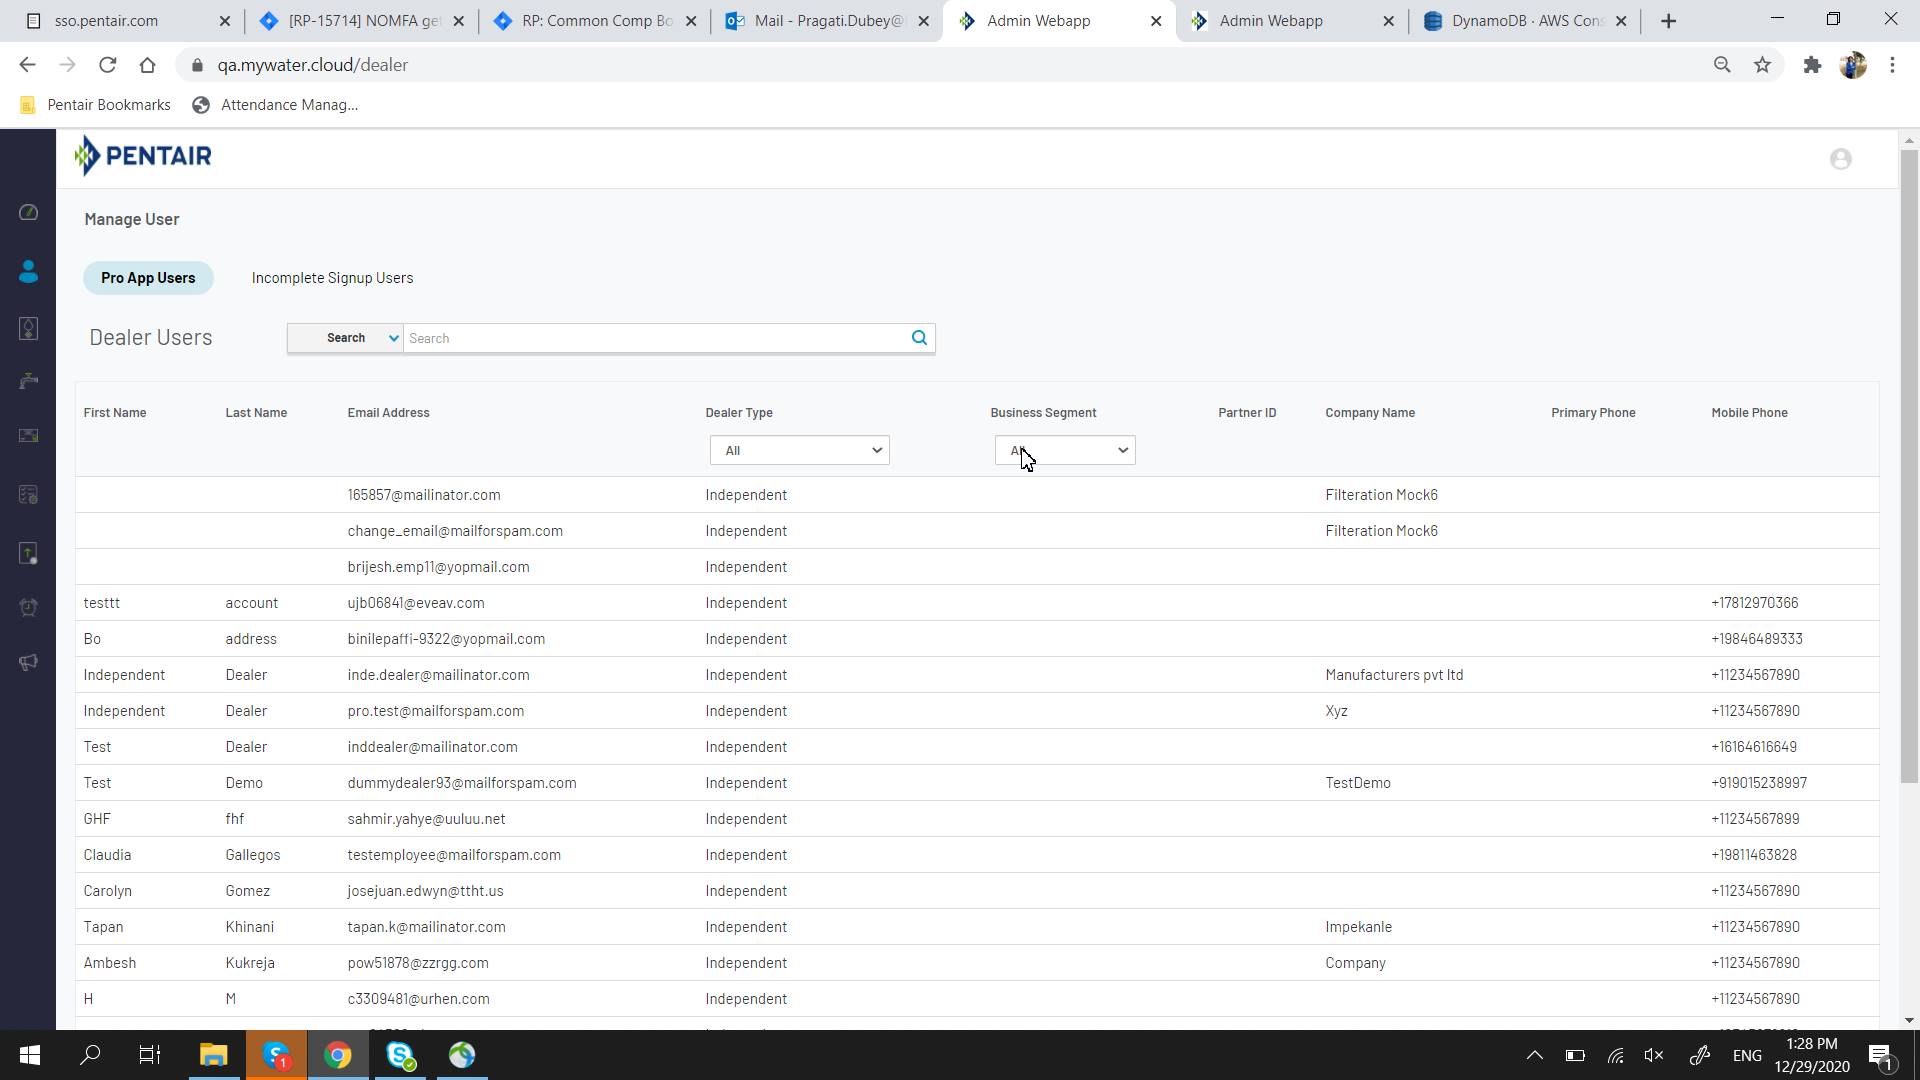 sso.pentair.com
[RP-15714] NOMFA get
RP: Common Comp Bo
Mail - Pragati.Dubey@
Admin Webapp
Admin Webapp
DynamoDB · AWS Cons
qa.mywater.cloud/dealer
Pentair Bookmarks
Attendance Manag...
PENTAIR
Manage User
Pro App Users
Incomplete Signup Users
Dealer Users
Search
Search
First Name Last Name Email Address Dealer Type Business Segment Partner ID Company Name Primary Phone Mobile Phone
All
165857@mailinator.com Independent Filteration Mock6
change_email@mailforspam.com Independent Filteration Mock6
brijesh.emp11@yopmail.com Independent
testtt account ujb06841@eveav.com Independent +17812970366
Bo address binilepaffi-9322@yopmail.com Independent +19846489333
Independent Dealer inde.dealer@mailinator.com Independent Manufacturers pvt ltd +11234567890
Independent Dealer pro.test@mailforspam.com Independent Xyz +11234567890
Test Dealer inddealer@mailinator.com Independent +16164616649
Test Demo dummydealer93@mailforspam.com Independent TestDemo +919015238997
GHF fhf sahmir.yahye@uuluu.net Independent +11234567899
Claudia Gallegos testemployee@mailforspam.com Independent +19811463828
Carolyn Gomez josejuan.edwyn@ttht.us Independent +11234567890
Tapan Khinani tapan.k@mailinator.com Independent Impekanle +11234567890
Ambesh Kukreja pow51878@zzrgg.com Independent Company +11234567890
H M c3309481@urhen.com Independent +11234567890
1
ENG
1:28 PM
12/29/2020
1